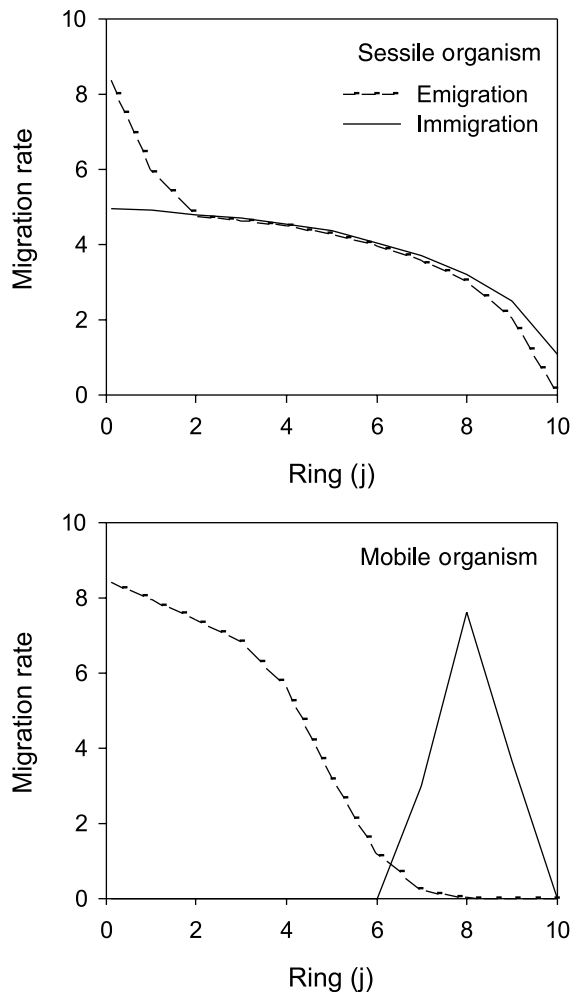 10
Sessile organism
Emigration
8
Immigration
6
4
2
0
Migration rate
0 2 4 6 8 10
Ring (j)
10
Mobile organism
8
6
4
2
0
Migration rate
0 2 4 6 8 10
Ring (j)